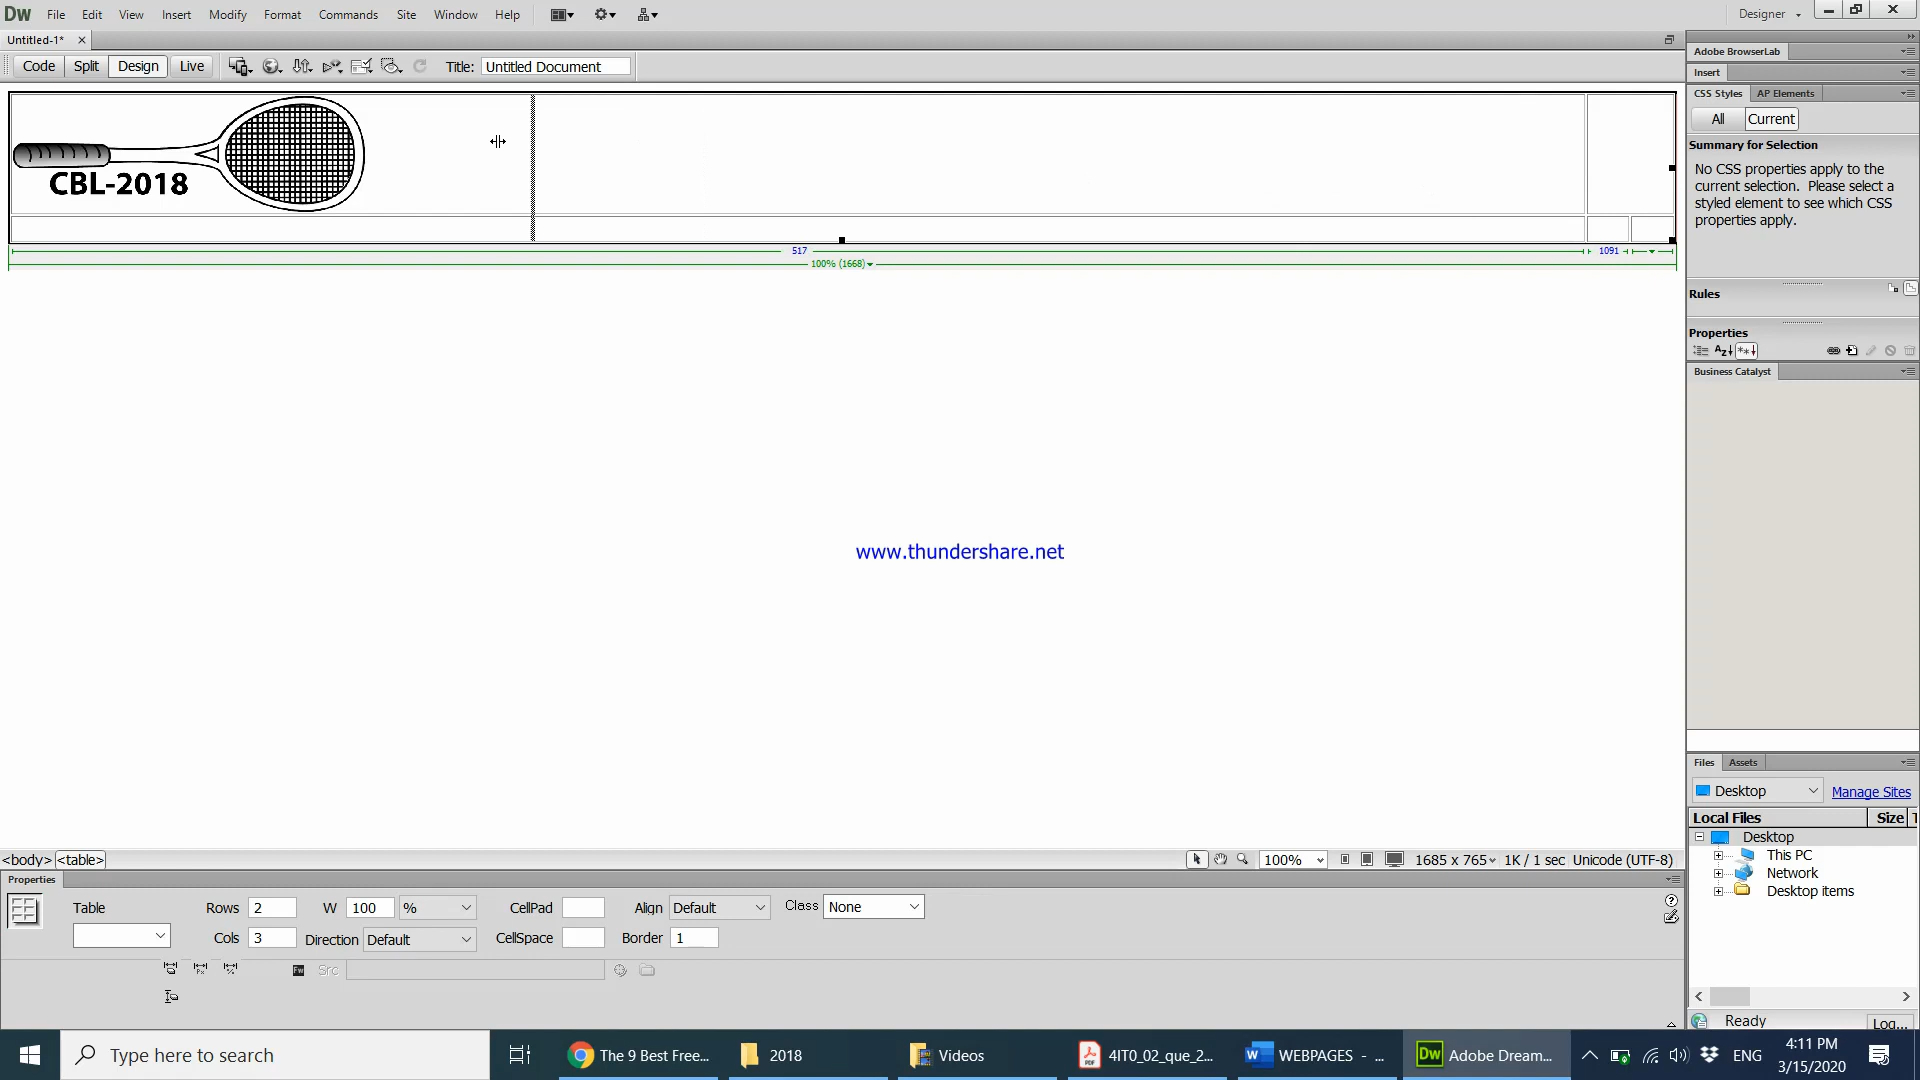 Dw File Edit View Insert Modify Format Commands Site Window Help Designer
Untitled-1*
Code Split Design Live Title: Untitled Document
CBL-2018
517 1091
100% (1668)
www.thundershare.net
Adobe BrowserLab
Insert
CSS Styles AP Elements
All Current
Summary for Selection
No CSS properties apply to the
current selection. Please select a
styled element to see which CSS
properties apply.
Rules
Properties
Business Catalyst
Files Assets
Desktop Manage Sites
Local Files Size
Desktop
This PC
Network
Desktop items
Ready Log...
<body> <table> 100% 1685 x 765 1K / 1 sec Unicode (UTF-8)
Properties
Table Rows 2 W 100 % CellPad Align Default Class None
Cols 3 Direction Default CellSpace Border 1
Fw Src
Type here to search The 9 Best Free... 2018 Videos 4IT0_02_que_2... WEBPAGES - ... Dw Adobe Dream... ENG 4:11 PM
3/15/2020